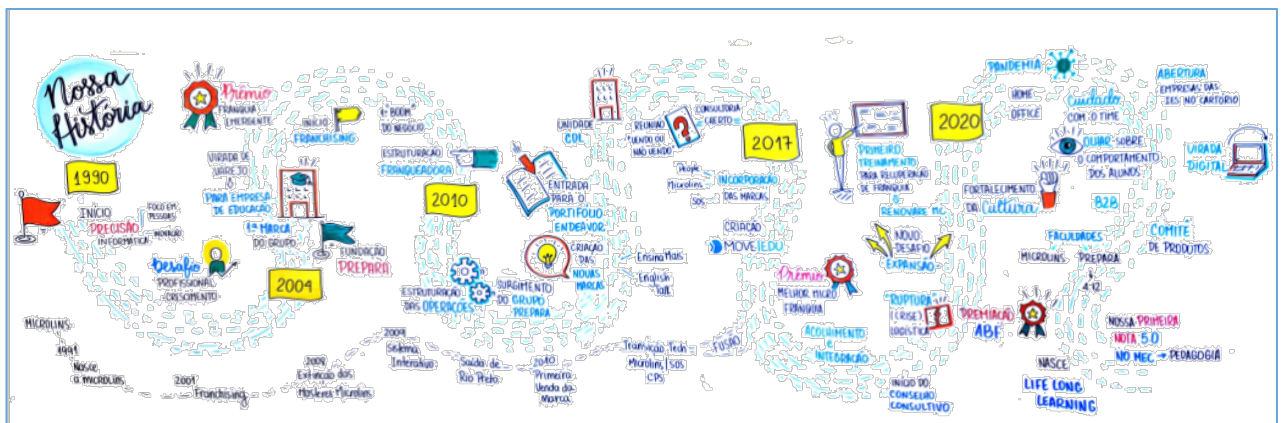 Nossa
História
1990
INÍCIO
PRECISÃO
INFORMÁTICA
FOCO EM
PESSOAS
INOVAÇÃO
Desafio
PROFISSIONAL
CRESCIMENTO
Prêmio
FRANQUIA
EMERGENTE
VIRADA DE
VAREJO
PARA EMPRESA
DE EDUCAÇÃO
1ª MARCA
DO GRUPO
2004
FUNDAÇÃO
PREPARA
INÍCIO
FRANCHISING
BOOM
DO NEGÓCIO
ESTRUTURAÇÃO
FRANQUEADORA
2010
ESTRUTURAÇÃO
DAS OPERAÇÕES
SURGIMENTO
DO GRUPO
PREPARA
ENTRADA
PARA O
PORTIFÓLIO
ENDEAVOR
CRIAÇÃO
DAS
NOVAS
MARCAS
Ensina Mais
English
Talk
UNIDADE
REUNIÃO
VENDO OU
NÃO VENDO
?
CONSULTORIA
CHERTO
2017
People
Microlins
SOS
INCORPORAÇÃO
DAS MARCAS
CRIAÇÃO
MOVEEDU
Prêmio
MELHOR MICRO
FRANQUIA
ACOLHIMENTO
e
INTEGRAÇÃO
PRIMEIRO
TREINAMENTO
PARA RECUPERAÇÃO
DE FRANQUIA
RENOVARE MC
NOVO
DESAFIO
EXPANSÃO
RUPTURA
(CRISE)
LOGÍSTICA
INÍCIO DO
CONSELHO
CONSULTIVO
2020
PANDEMIA
HOME
OFFICE
Cuidado
COM O TIME
OLHAR SOBRE
O COMPORTAMENTO
DOS ALUNOS
FORTALECIMENTO
DA Cultura
B2B
FACULDADES
MICROLINS
PREPARA
4.12
PREMIAÇÃO
ABF
NASCE
LIFE LONG
LEARNING
ABERTURA
EMPRESAS DAS
IES NO CARTÓRIO
VIRADA
DIGITAL
COMITÊ
DE PRODUTOS
NOSSA PRIMEIRA
NOTA 5.0
NO MEC → PEDAGOGIA
MICROLINS
1991
Nasce
a MICROLINS
2001
Franchising
Extinção dos
Masteres Microlins
2009
Sistema
Interativo
Saída de
Rio Preto
2010
Primeira
Venda da
Marca
Transição Tech
Microlins | SOS
CPS
FUSÃO